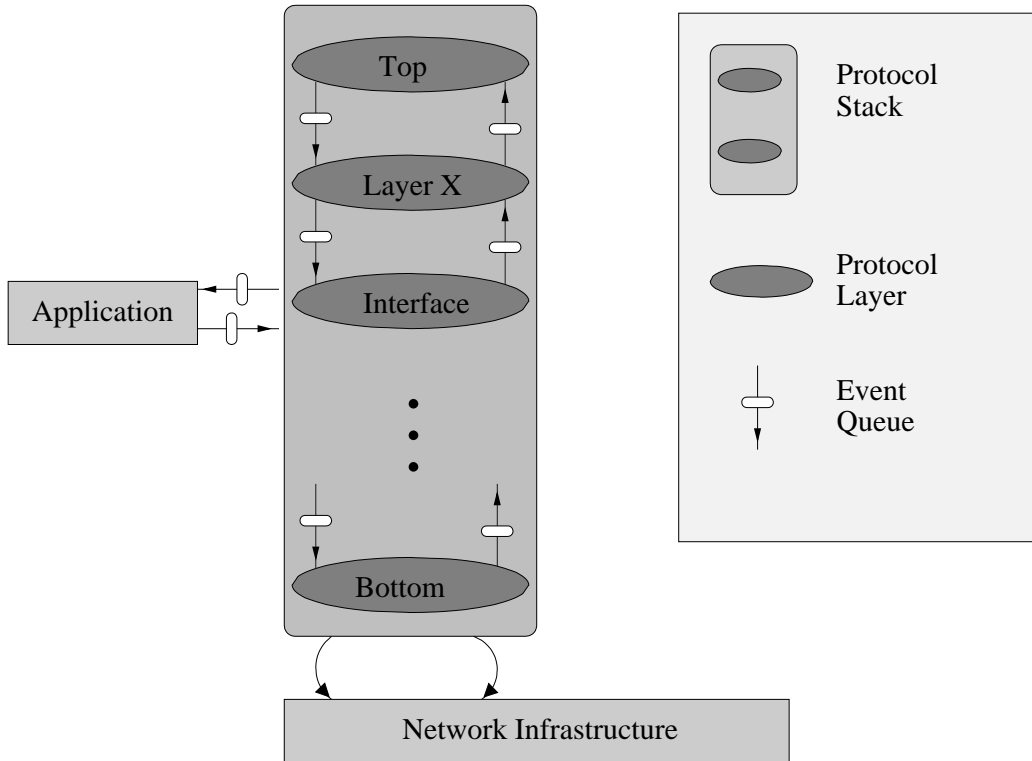 Top
Layer X
Interface
Application
Bottom
Network Infrastructure
Protocol
Stack
Protocol
Layer
Event
Queue